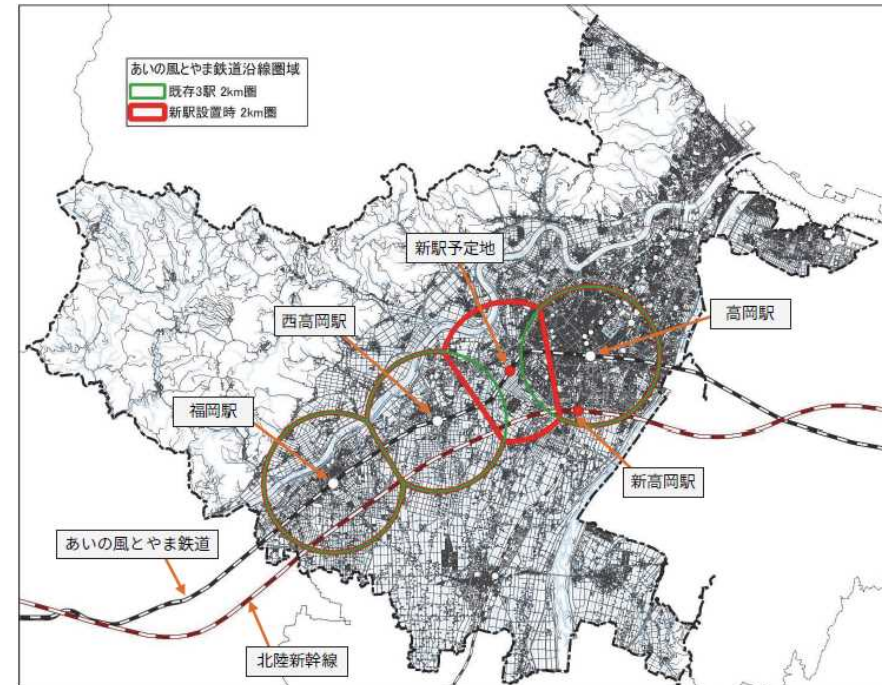 あいの風とやま鉄道沿線圏域
既存3駅 2km圏
新駅設置時 2km圏
新駅予定地
西高岡駅
高岡駅
福岡駅
新高岡駅
あいの風とやま鉄道
北陸新幹線